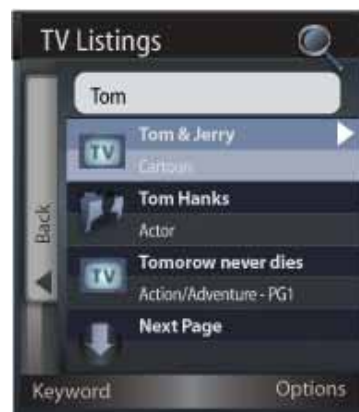 TV Listings
Tom
TV
Tom & Jerry
Cartoon
Back
Tom Hanks
Actor
TV
Tomorow never dies
Action/Adventure - PG1
Next Page
Keyword
Options